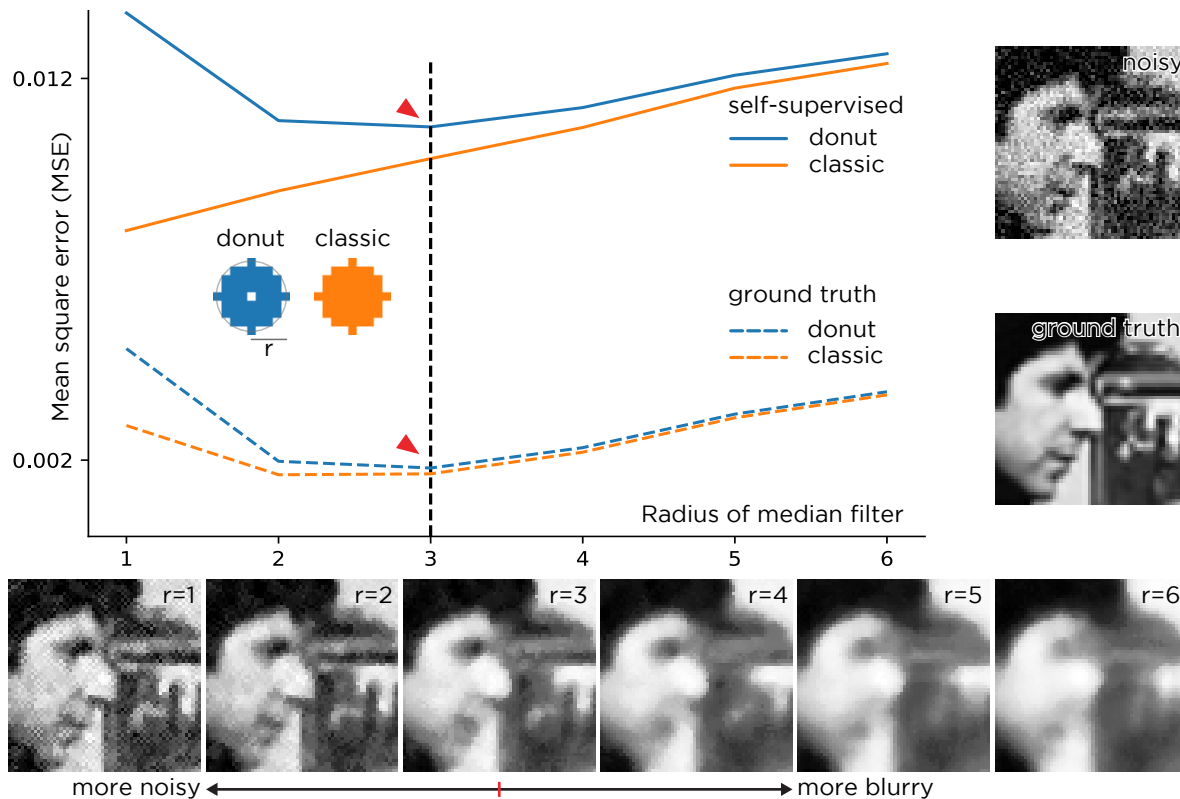 0.012
0.002
Mean square error (MSE)
self-supervised
donut
classic
donut
classic
r
ground truth
donut
classic
Radius of median filter
1 2 3 4 5 6
noisy
ground truth
r=1 r=2 r=3 r=4 r=5 r=6
more noisy more blurry